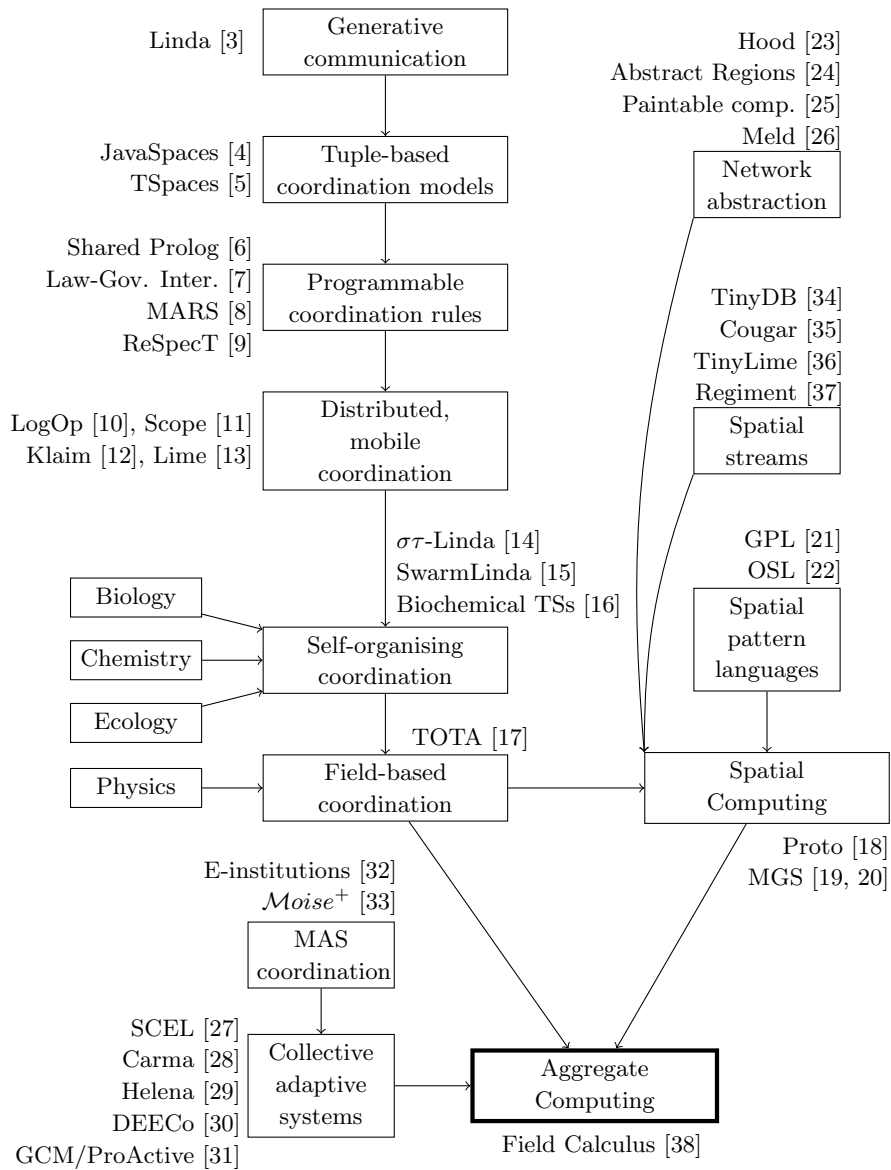 Linda [3]
Generative
communication
Hood [23]
Abstract Regions [24]
Paintable comp. [25]
Meld [26]
JavaSpaces [4]
TSpaces [5]
Tuple-based
coordination models
Network
abstraction
Shared Prolog [6]
Law-Gov. Inter. [7]
MARS [8]
ReSpecT [9]
Programmable
coordination rules
TinyDB [34]
Cougar [35]
TinyLime [36]
Regiment [37]
LogOp [10], Scope [11]
Klaim [12], Lime [13]
Distributed,
mobile
coordination
Spatial
streams
στ-Linda [14]
SwarmLinda [15]
Biochemical TSs [16]
GPL [21]
OSL [22]
Biology
Chemistry
Ecology
Self-organising
coordination
Spatial
pattern
languages
TOTA [17]
Physics
Field-based
coordination
Spatial
Computing
Proto [18]
MGS [19, 20]
E-institutions [32]
Moise+ [33]
MAS
coordination
SCEL [27]
Carma [28]
Helena [29]
DEECo [30]
GCM/ProActive [31]
Collective
adaptive
systems
Aggregate
Computing
Field Calculus [38]